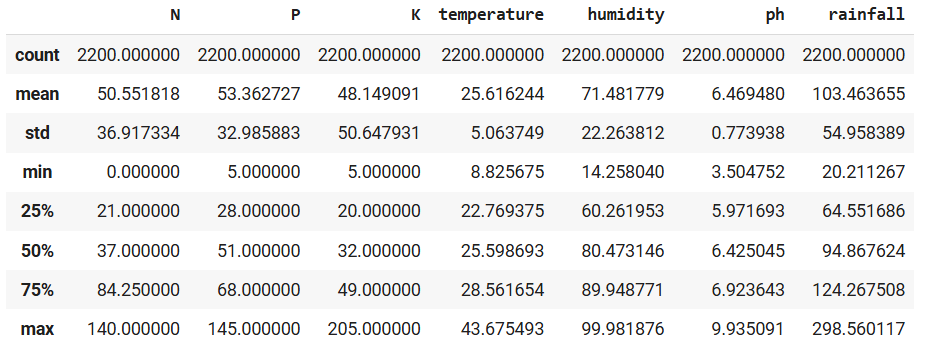 N P K temperature humidity ph rainfall
count 2200.000000 2200.000000 2200.000000 2200.000000 2200.000000 2200.000000 2200.000000
mean 50.551818 53.362727 48.149091 25.616244 71.481779 6.469480 103.463655
std 36.917334 32.985883 50.647931 5.063749 22.263812 0.773938 54.958389
min 0.000000 5.000000 5.000000 8.825675 14.258040 3.504752 20.211267
25% 21.000000 28.000000 20.000000 22.769375 60.261953 5.971693 64.551686
50% 37.000000 51.000000 32.000000 25.598693 80.473146 6.425045 94.867624
75% 84.250000 68.000000 49.000000 28.561654 89.948771 6.923643 124.267508
max 140.000000 145.000000 205.000000 43.675493 99.981876 9.935091 298.560117